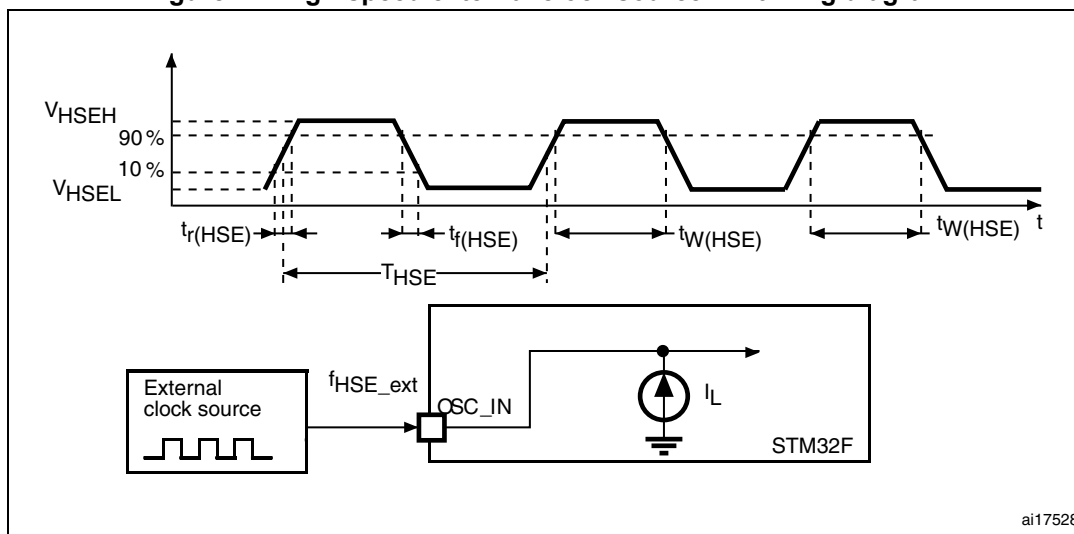 VHSEH
90 %
10 %
VHSEL
tr(HSE)
tf(HSE)
tW(HSE)
tW(HSE)
t
THSE
External
clock source
fHSE_ext
OSC_IN
IL
STM32F
ai17528